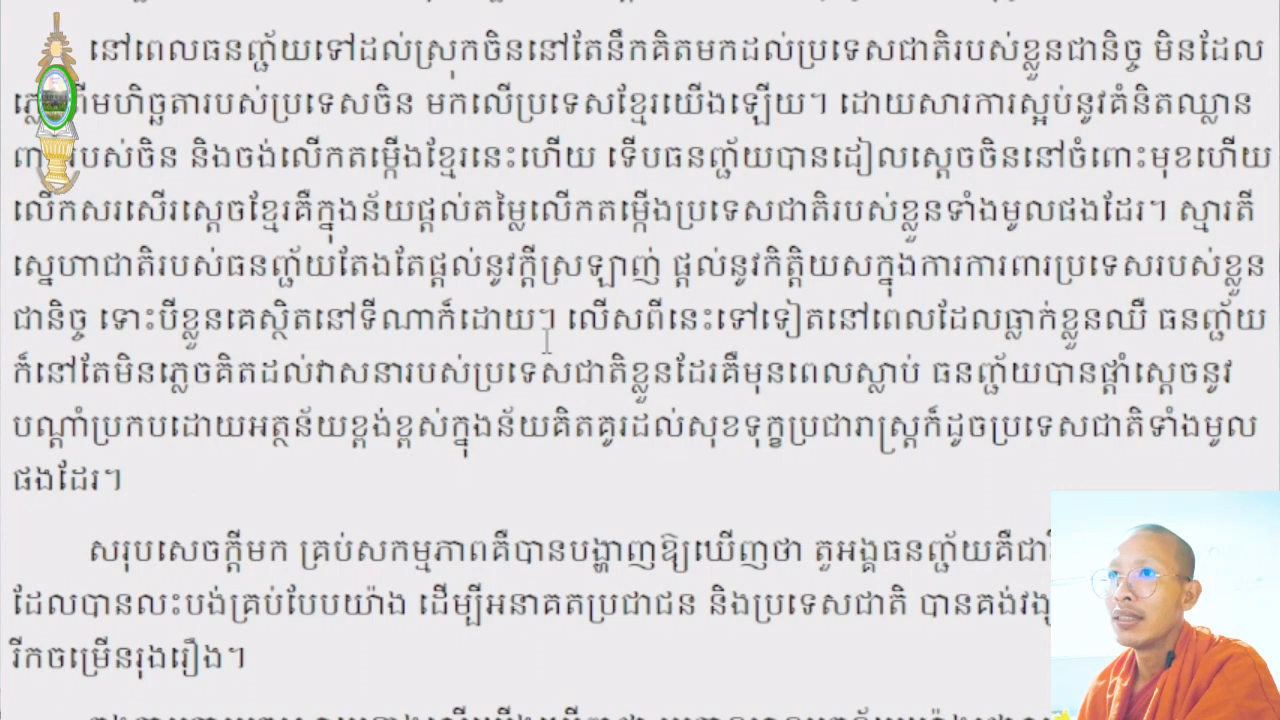 នៅពេលធនញ្ជ័យទៅដល់ស្រុកចិននៅតែនឹកគិតមកដល់ប្រទេសជាតិរបស់ខ្លួនជានិច្ច មិនដែល
មហិច្ឆតារបស់ប្រទេសចិន មកលើប្រទេសខ្មែរយើងឡើយ។ ដោយសារការស្អប់នូវគំនិតឈ្លាន
របស់ចិន និងចង់លើកតម្កើងខ្មែរនេះហើយ ទើបធនញ្ជ័យបានដៀលស្តេចចិននៅចំពោះមុខហើយ
លើកសរសើរស្តេចខ្មែរគឺក្នុងន័យផ្តល់តម្លៃលើកតម្កើងប្រទេសជាតិរបស់ខ្លួនទាំងមូលផងដែរ។ ស្មារតី
ស្នេហាជាតិរបស់ធនញ្ជ័យតែងតែផ្តល់នូវក្តីស្រឡាញ់ ផ្តល់នូវកិត្តិយសក្នុងការការពារប្រទេសរបស់ខ្លួន
ជានិច្ច ទោះបីខ្លួនគេស្ថិតនៅទីណាក៏ដោយ។ លើសពីនេះទៅទៀតនៅពេលដែលធ្លាក់ខ្លួនឈឺ ធនញ្ជ័យ
ក៏នៅតែមិនភ្លេចគិតដល់វាសនារបស់ប្រទេសជាតិខ្លួនដែរគឺមុនពេលស្លាប់ ធនញ្ជ័យបានផ្តាំស្តេចនូវ
បណ្តាំប្រកបដោយអត្ថន័យខ្ពង់ខ្ពស់ក្នុងន័យគិតគូរដល់សុខទុក្ខប្រជារាស្ត្រក៏ដូចប្រទេសជាតិទាំងមូល
ផងដែរ។
សរុបសេចក្តីមក គ្រប់សកម្មភាពគឺបានបង្ហាញឱ្យឃើញថា តួអង្គធនញ្ជ័យគឺជា
ដែលបានលះបង់គ្រប់បែបយ៉ាង ដើម្បីអនាគតប្រជាជន និងប្រទេសជាតិ បានគង់វង្ស
រីកចម្រើនរុងរឿង។